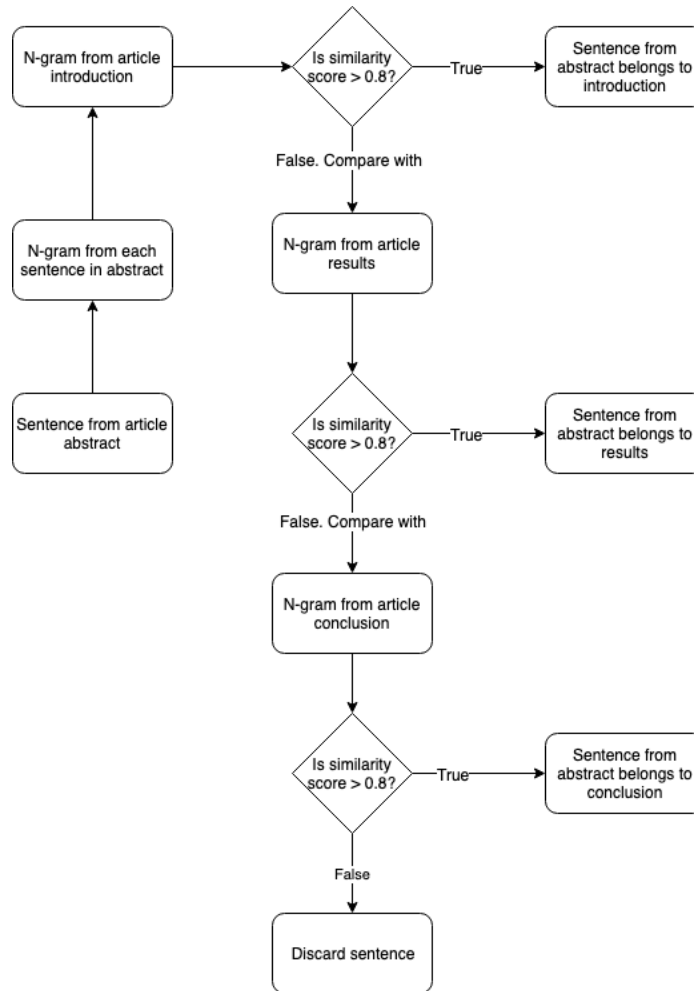 N-gram from article
introduction
Is similarity
score > 0.8?
True
Sentence from
abstract belongs to
introduction
False. Compare with
N-gram from each
sentence in abstract
N-gram from article
results
Sentence from article
abstract
Is similarity
score > 0.8?
True
Sentence from
abstract belongs to
results
False. Compare with
N-gram from article
conclusion
Is similarity
score > 0.8?
True
Sentence from
abstract belongs to
conclusion
False
Discard sentence